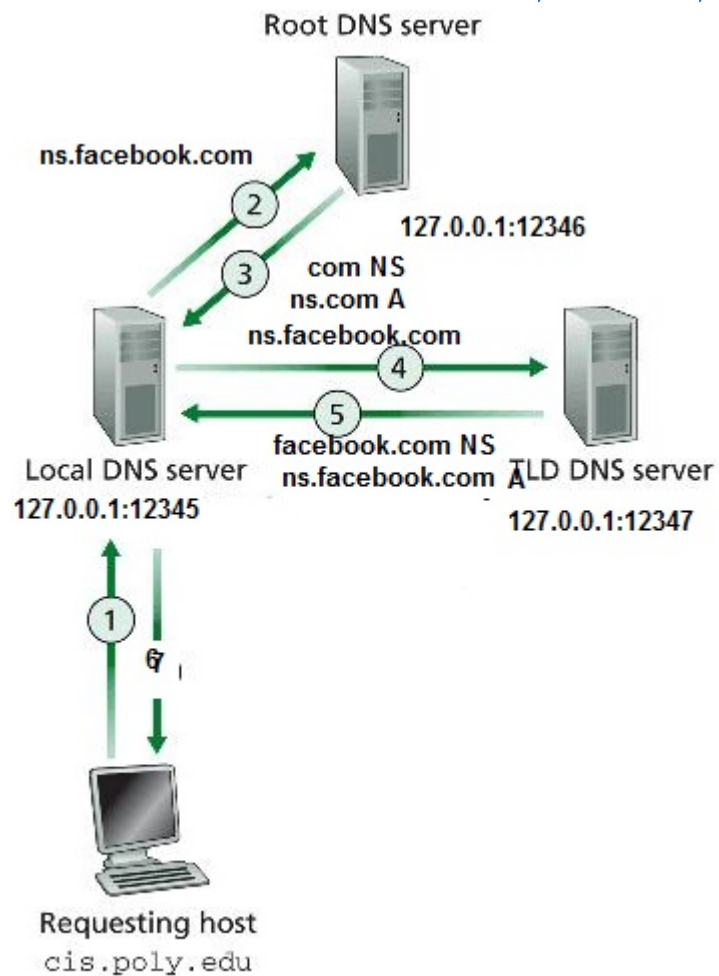 Root DNS server
ns.facebook.com
2
127.0.0.1:12346
3
com NS
ns.com A
ns.facebook.com
4
5
facebook.com NS
ns.facebook.com A
Local DNS server
TLD DNS server
127.0.0.1:12345
127.0.0.1:12347
1
Requesting host
cis.poly.edu